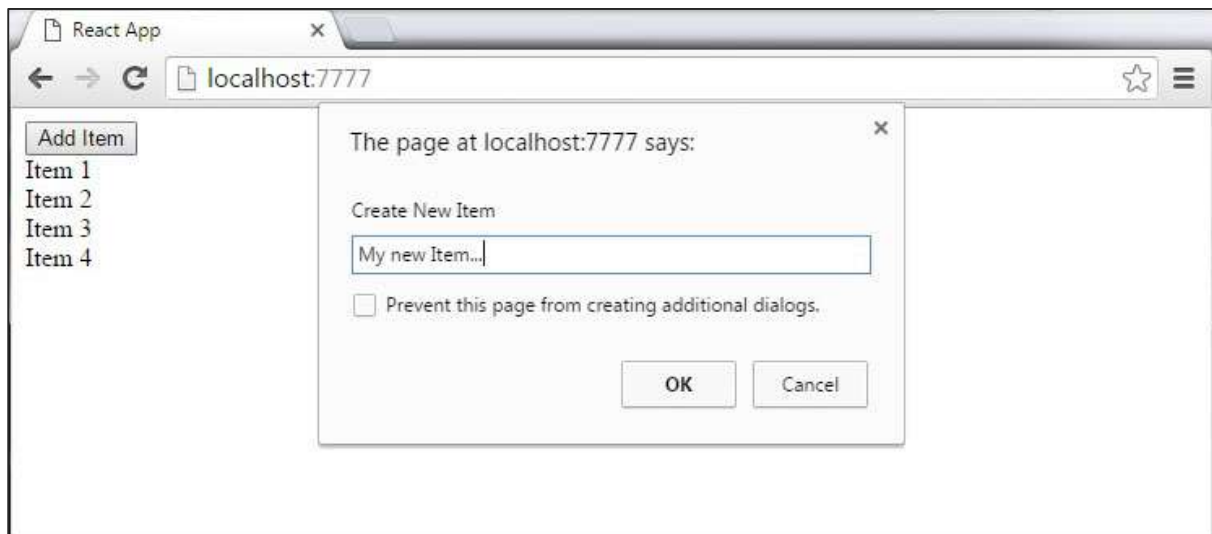 React App
localhost:7777
Add Item
Item 1
Item 2
Item 3
Item 4
The page at localhost:7777 says:
Create New Item
My new Item...
Prevent this page from creating additional dialogs.
OK Cancel